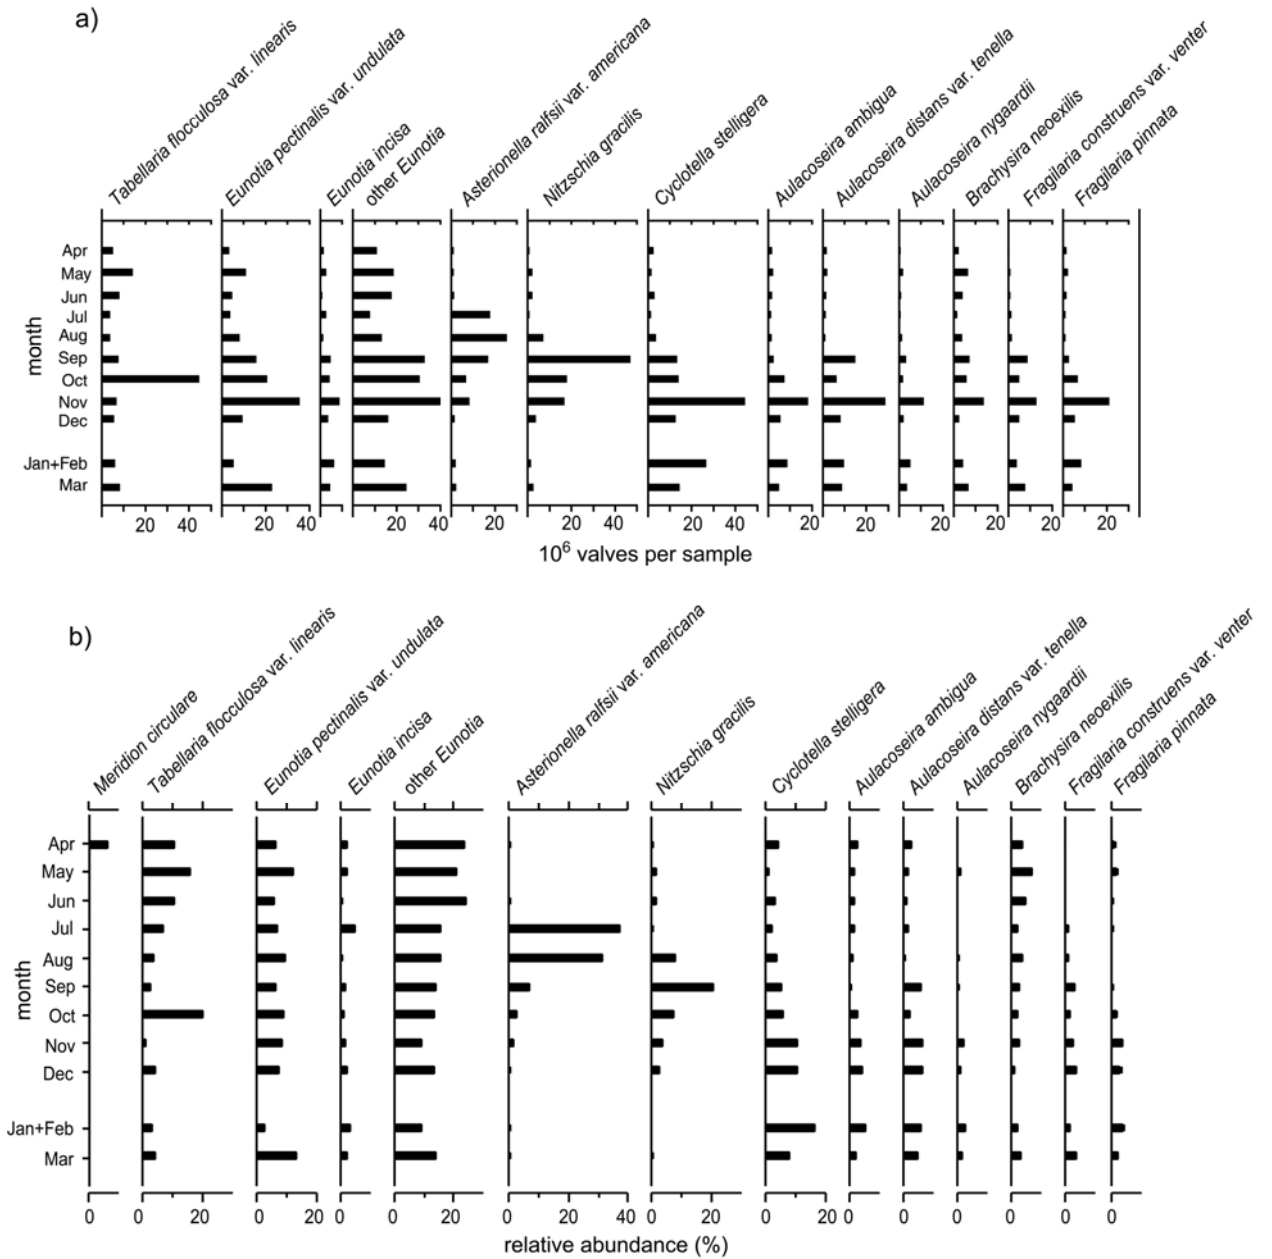 a)
Tabellaria flocculosa var. linearis
Eunotia pectinalis var. undulata
Eunotia incisa
other Eunotia
Asterionella ralfsii var. americana
Nitzschia gracilis
Cyclotella stelligera
Aulacoseira ambigua
Aulacoseira distans var. tenella
Aulacoseira nygaardii
Brachysira neoexilis
Fragilaria construens var. venter
Fragilaria pinnata
month
Apr
May
Jun
Jul
Aug
Sep
Oct
Nov
Dec
Jan+Feb
Mar
20 40 20 40 20 40 20 20 40 20 40 20 20 20 20 20 20
10⁶ valves per sample
b)
Meridion circulare
Tabellaria flocculosa var. linearis
Eunotia pectinalis var. undulata
Eunotia incisa
other Eunotia
Asterionella ralfsii var. americana
Nitzschia gracilis
Cyclotella stelligera
Aulacoseira ambigua
Aulacoseira distans var. tenella
Aulacoseira nygaardii
Brachysira neoexilis
Fragilaria construens var. venter
Fragilaria pinnata
month
Apr
May
Jun
Jul
Aug
Sep
Oct
Nov
Dec
Jan+Feb
Mar
0 0 20 0 20 0 0 20 0 20 40 0 20 0 20 0 0 0 0 0 0
relative abundance (%)